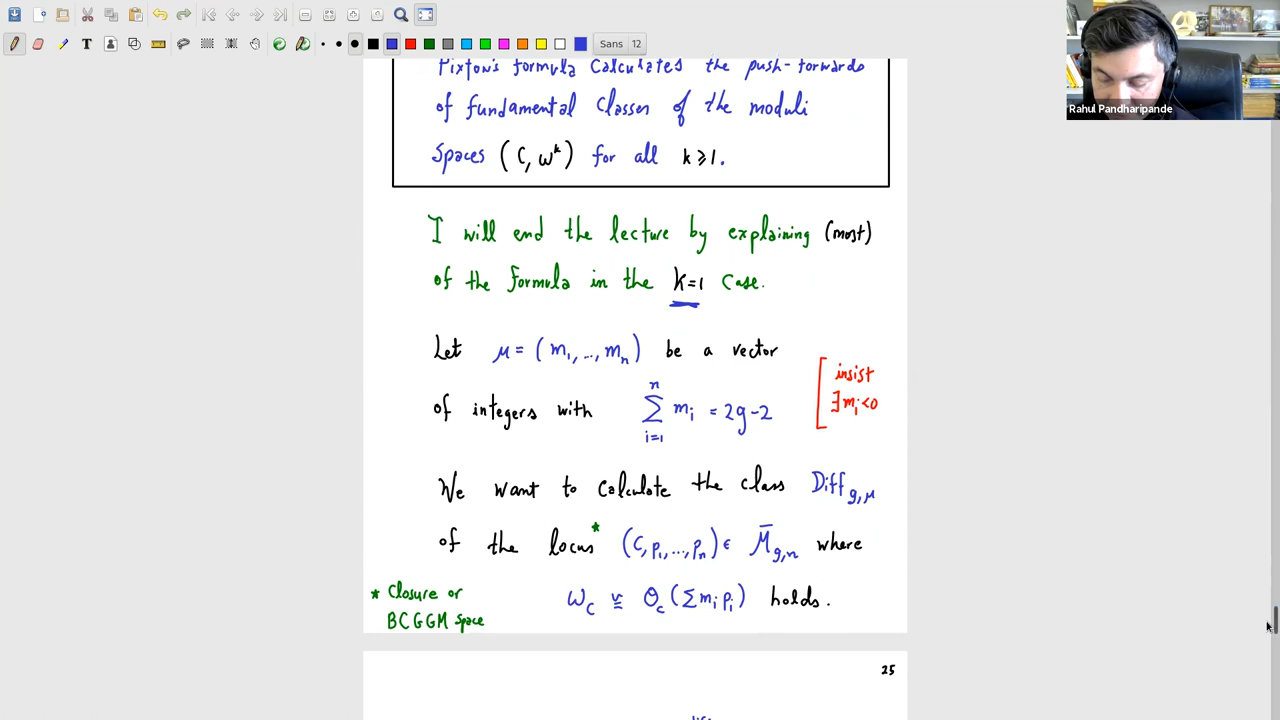 Sans 12
Rahul Pandharipande
Pixton's formula calculates the push-forwards
of fundamental classes of the moduli
spaces (C, ω^k) for all k ≥ 1.
I will end the lecture by explaining (most)
of the formula in the k=1 case.
Let μ = (m_1, ..., m_n) be a vector
of integers with ∑_{i=1}^{n} m_i = 2g-2
[insist
∃ m_i < 0
We want to calculate the class Diff_{g,μ}
of the locus* (C, p_1, ..., p_n) ∈ M̄_{g,n} where
* Closure or
BCGGM space
ω_C ≅ O_C(∑ m_i p_i) holds.
25